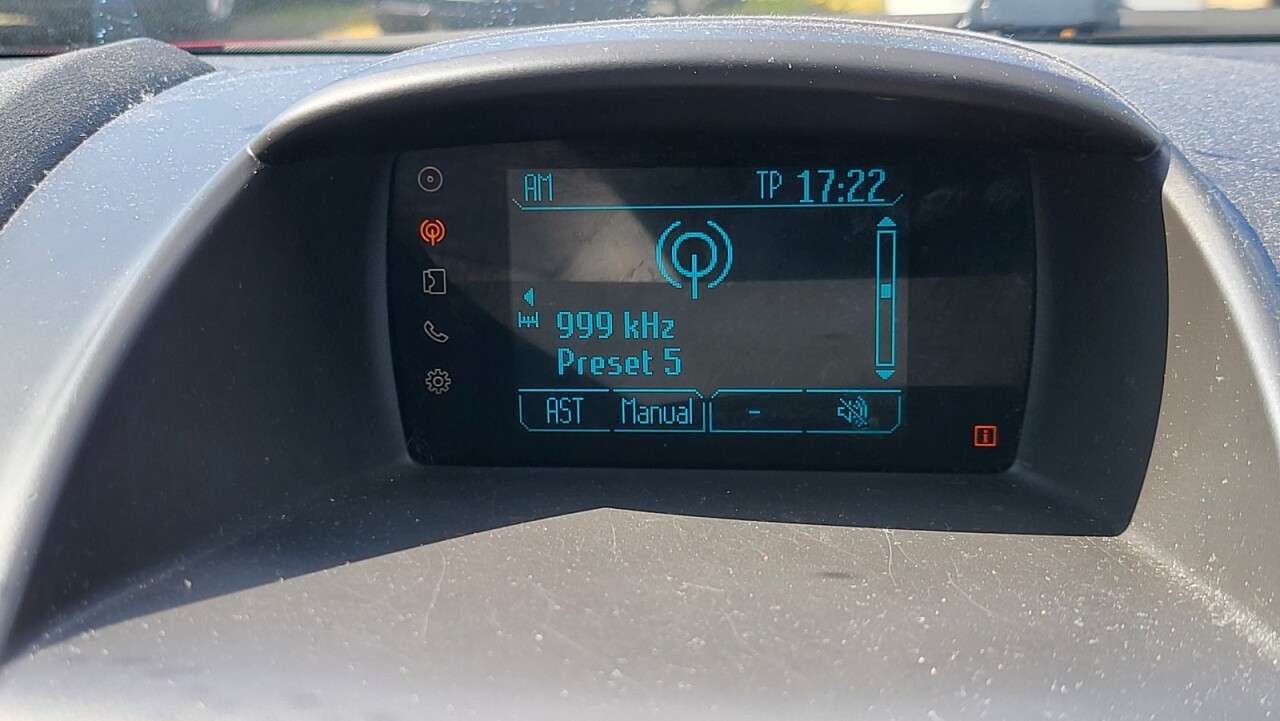 AM TP 17:22
999 kHz
Preset 5
AST Manual -
i